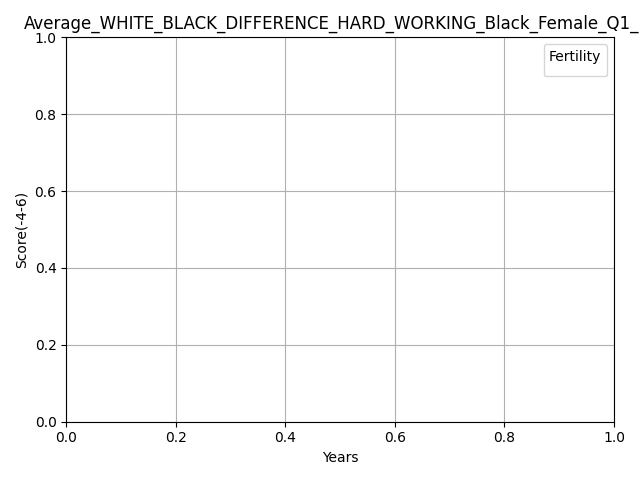 Average_WHITE_BLACK_DIFFERENCE_HARD_WORKING_Black_Female_Q1_
Fertility
1.0
0.8
0.6
0.4
0.2
0.0
Score(-4-6)
0.0 0.2 0.4 0.6 0.8 1.0
Years